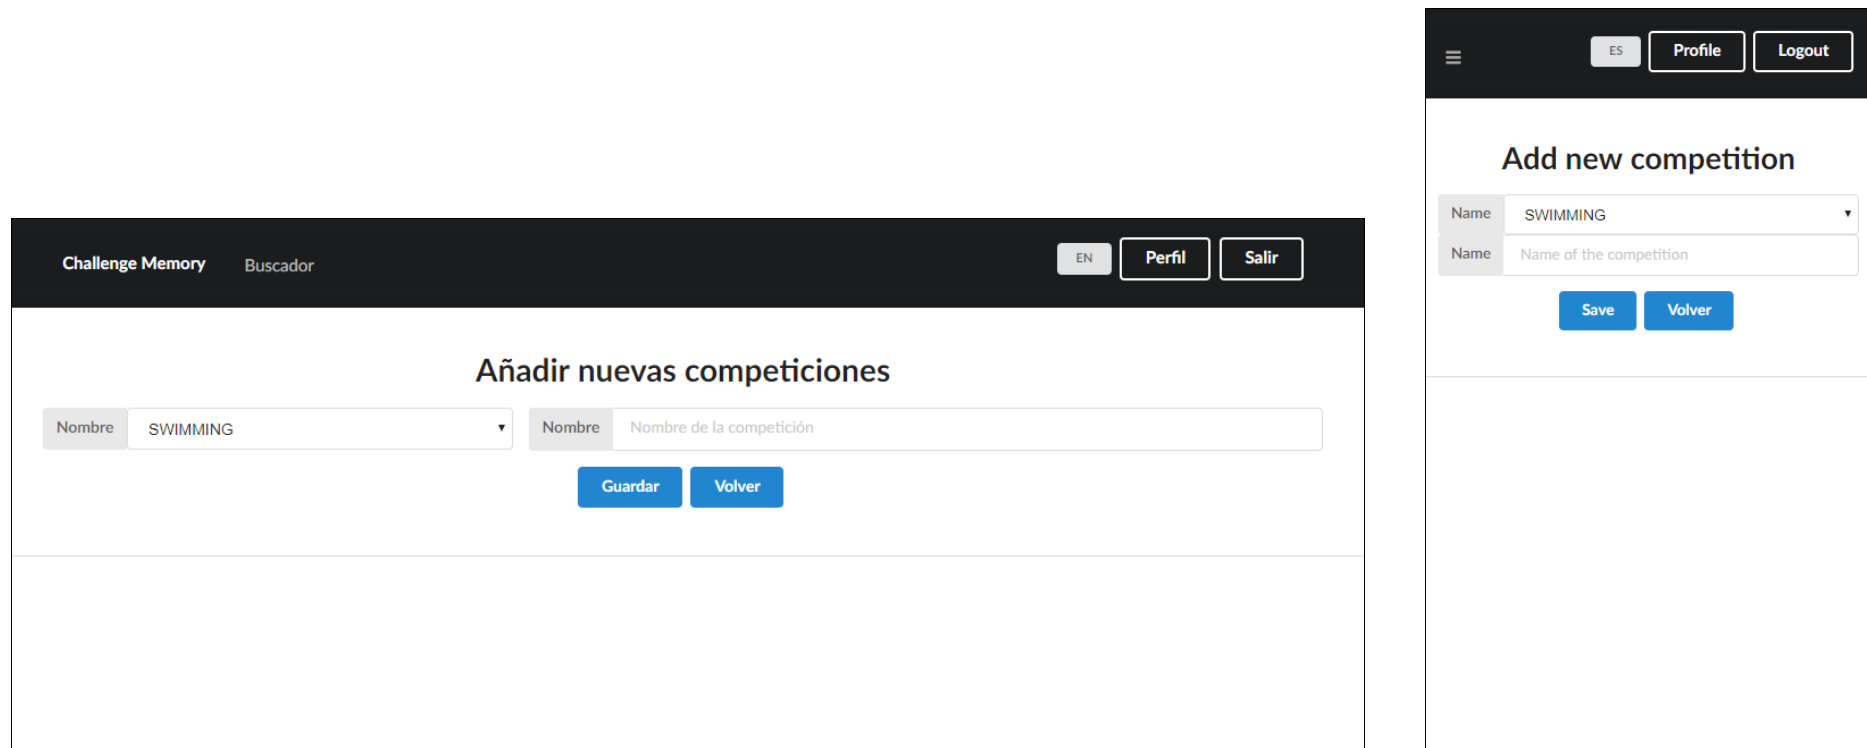 Challenge Memory Buscador EN Perfil Salir
Añadir nuevas competiciones
Nombre SWIMMING Nombre Nombre de la competición
Guardar Volver
ES Profile Logout
Add new competition
Name SWIMMING
Name Name of the competition
Save Volver